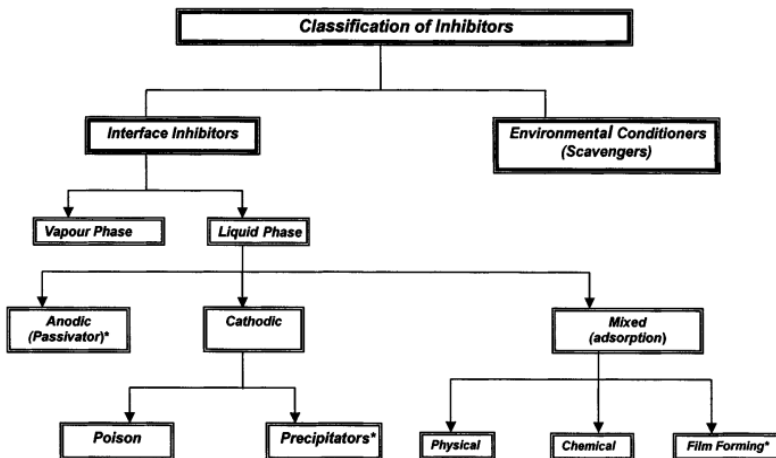 Classification of Inhibitors
Interface Inhibitors
Environmental Conditioners
(Scavengers)
Vapour Phase
Liquid Phase
Anodic
(Passivator)*
Cathodic
Mixed
(adsorption)
Poison
Precipitators*
Physical
Chemical
Film Forming*